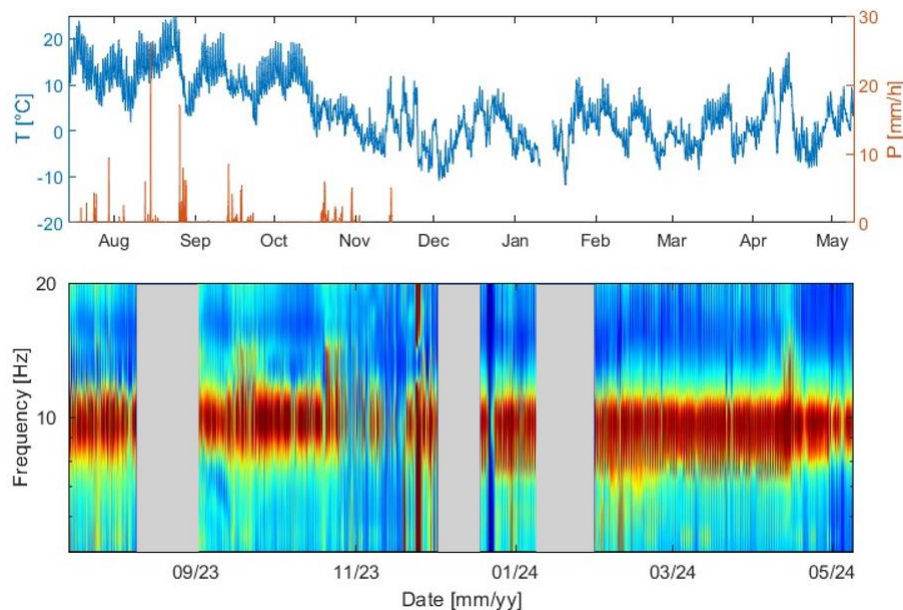 T [°C]
20
10
0
-10
-20
30
20
10
0
P [mm/h]
Aug Sep Oct Nov Dec Jan Feb Mar Apr May
Frequency [Hz]
20
10
09/23 11/23 01/24 03/24 05/24
Date [mm/yy]